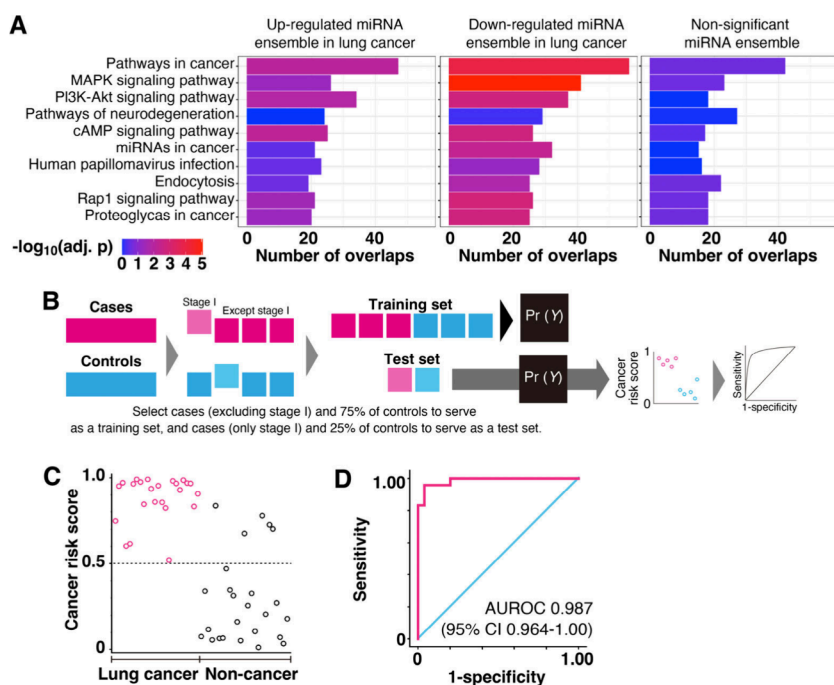 A
Up-regulated miRNA
ensemble in lung cancer
Down-regulated miRNA
ensemble in lung cancer
Non-significant
miRNA ensemble
Pathways in cancer
MAPK signaling pathway
PI3K-Akt signaling pathway
Pathways of neurodegeneration
cAMP signaling pathway
miRNAs in cancer
Human papillomavirus infection
Endocytosis
Rap1 signaling pathway
Proteoglycas in cancer
0 20 40
0 20 40
0 20 40
Number of overlaps
Number of overlaps
Number of overlaps
-log10(adj. p)
0 1 2 3 4 5
B
Cases
Controls
Stage I
Except stage I
Training set
Pr (Y)
Test set
Pr (Y)
Cancer
risk score
1
0
Sensitivity
1-specificity
Select cases (excluding stage I) and 75% of controls to serve
as a training set, and cases (only stage I) and 25% of controls to serve as a test set.
C
Cancer risk score
1.0
0.5
0
Lung cancer
Non-cancer
D
Sensitivity
1.00
0
AUROC 0.987
(95% CI 0.964-1.00)
0
1.00
1-specificity